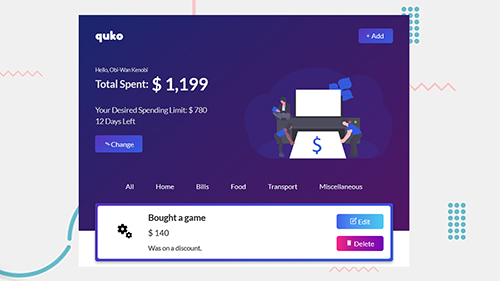 quko
+ Add
Hello, Obi-Wan Kenobi
Total Spent: $ 1,199
Your Desired Spending Limit: $ 780
12 Days Left
Change
All Home Bills Food Transport Miscellaneous
Bought a game
$ 140
Was on a discount.
Edit
Delete
$